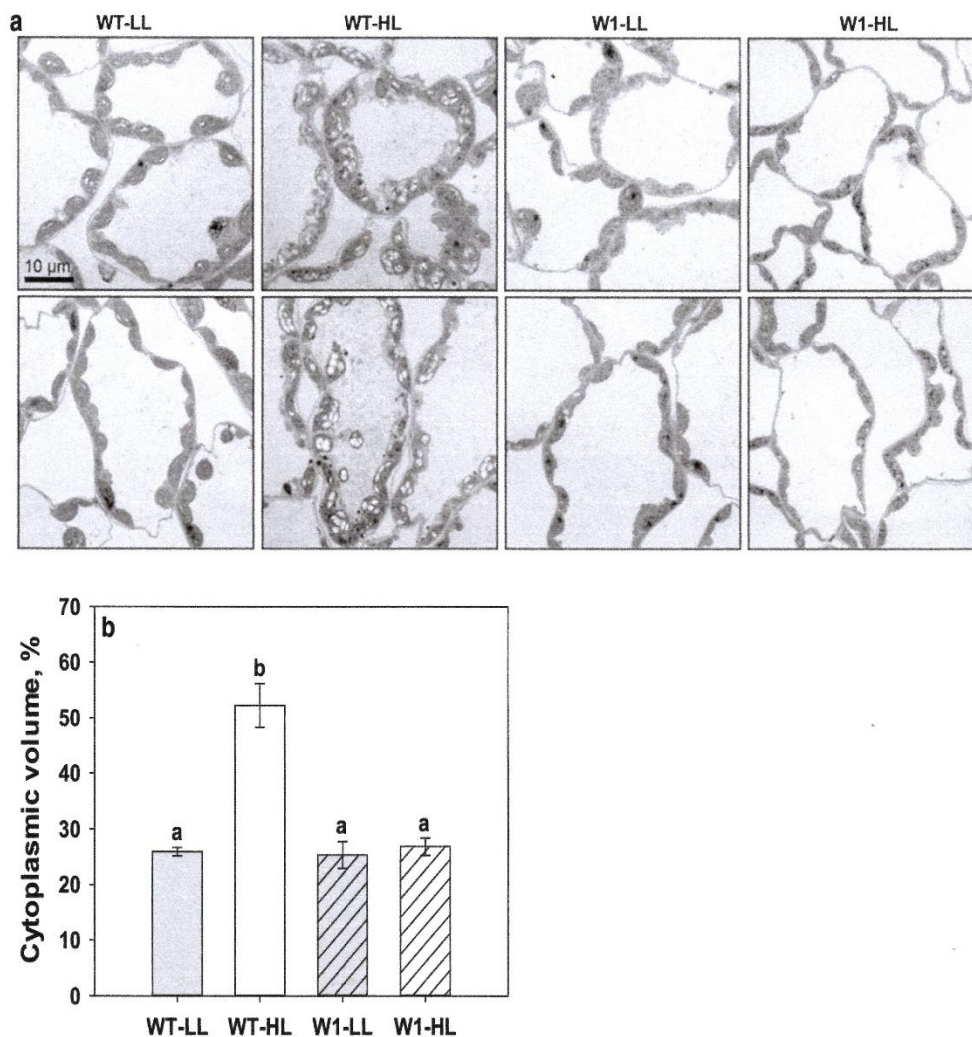 a
WT-LL WT-HL W1-LL W1-HL
10 µm
b
Cytoplasmic volume, %
70
60
50
40
30
20
10
0
a
b
a
a
WT-LL WT-HL W1-LL W1-HL